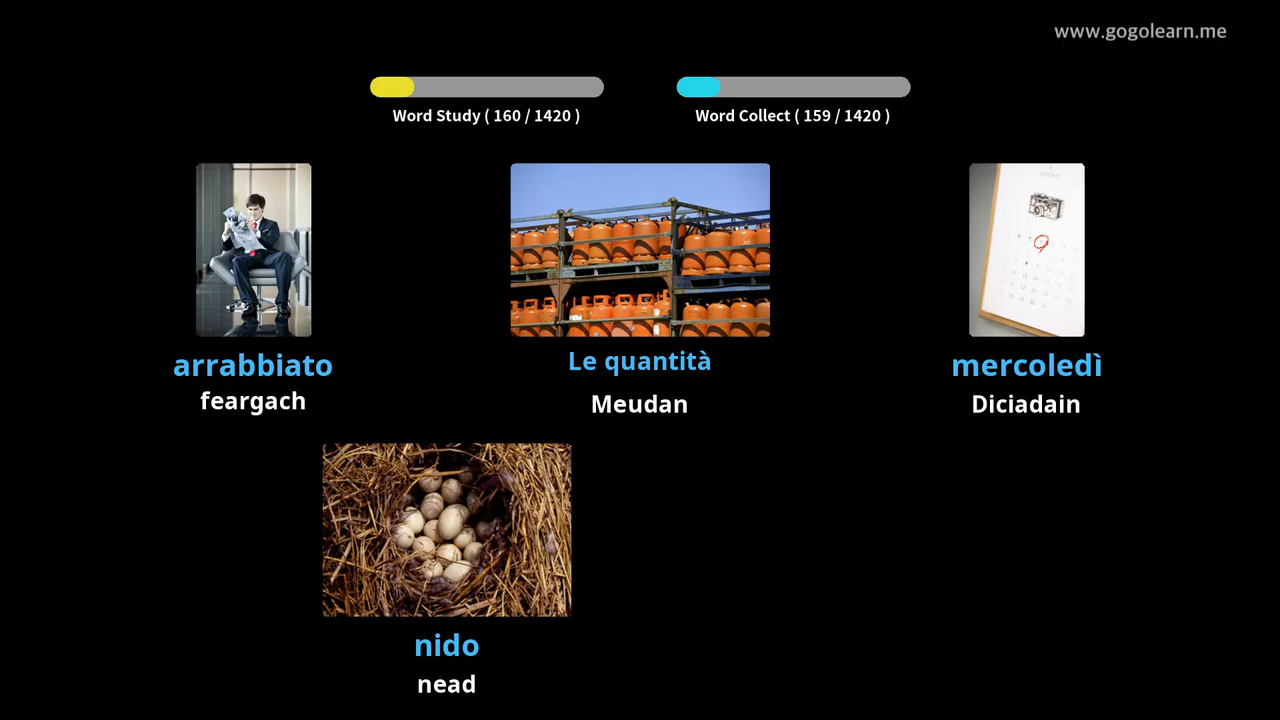 www.gogolearn.me
Word Study ( 160 / 1420 )
Word Collect ( 159 / 1420 )
arrabbiato
feargach
Le quantità
Meudan
mercoledì
Diciadain
nido
nead